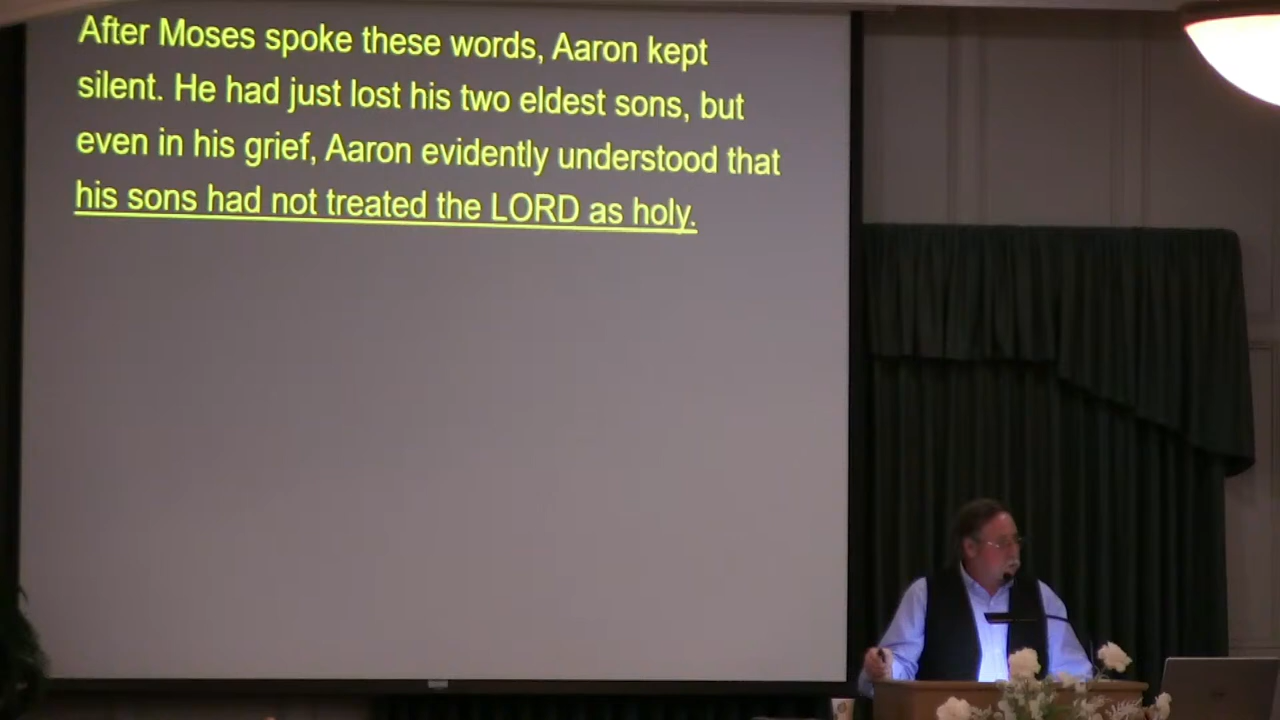 After Moses spoke these words, Aaron kept
silent. He had just lost his two eldest sons, but
even in his grief, Aaron evidently understood that
his sons had not treated the LORD as holy.